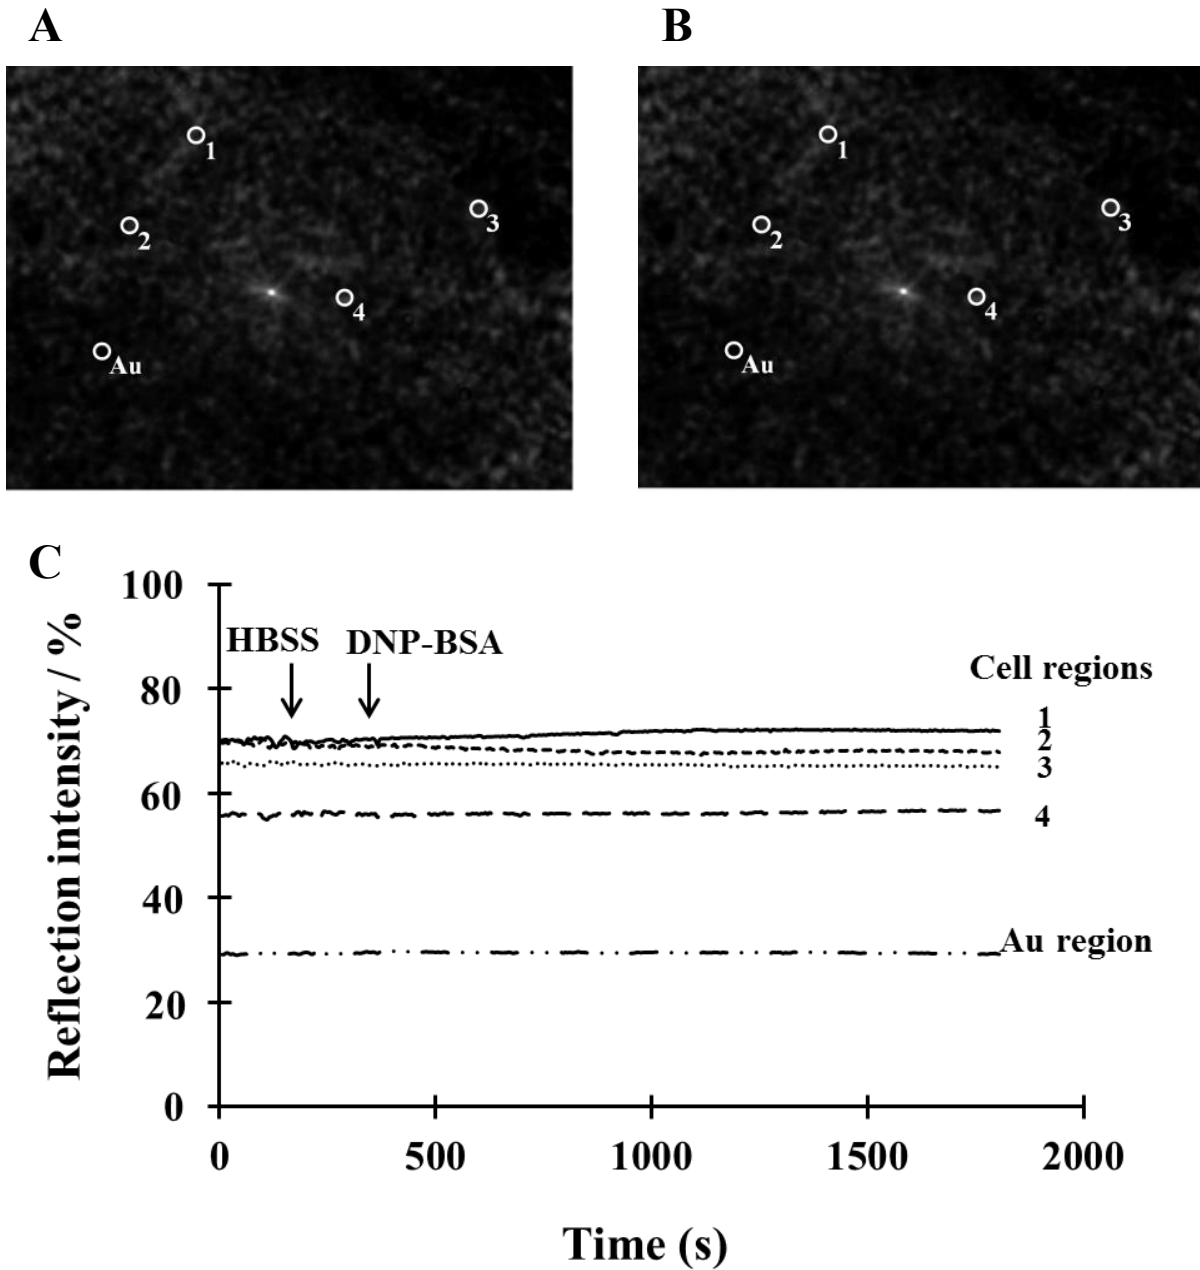 A
B
1
2
3
4
Au
1
2
3
4
Au
C
Reflection intensity / %
100
80
60
40
20
0
HBSS
DNP-BSA
Cell regions
1
2
3
4
Au region
0
500
1000
1500
2000
Time (s)